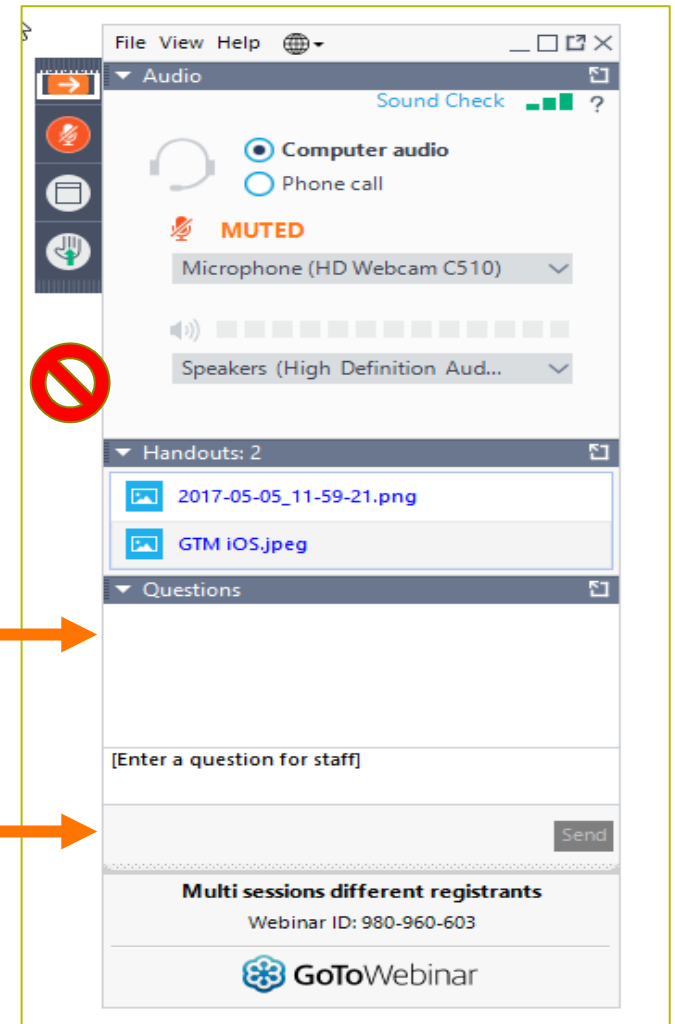 File View Help
Audio
Sound Check ?
Computer audio
Phone call
MUTED
Microphone (HD Webcam C510)
Speakers (High Definition Aud...
Handouts: 2
2017-05-05_11-59-21.png
GTM iOS.jpeg
Questions
[Enter a question for staff]
Send
Multi sessions different registrants
Webinar ID: 980-960-603
GoToWebinar